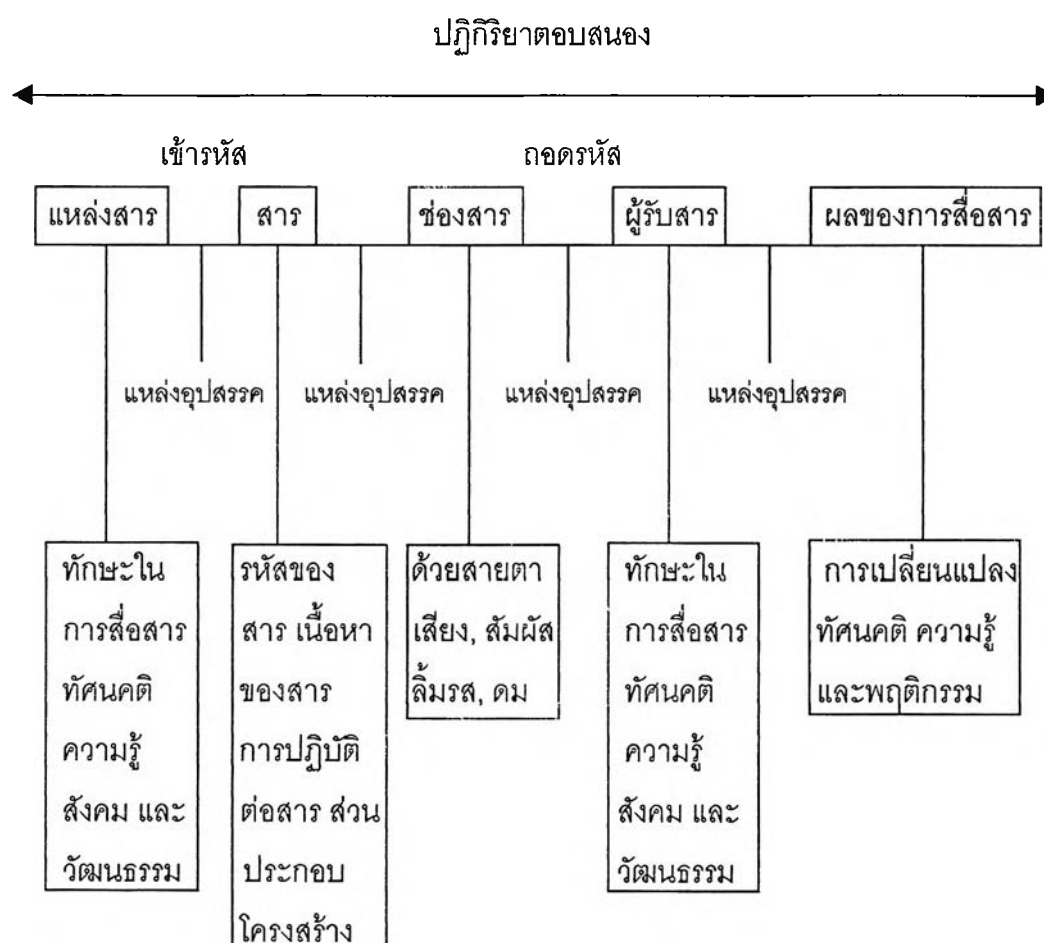 ปฏิกิริยาตอบสนอง
เข้ารหัส ถอดรหัส
แหล่งสาร สาร ช่องสาร ผู้รับสาร ผลของการสื่อสาร
แหล่งอุปสรรค แหล่งอุปสรรค แหล่งอุปสรรค แหล่งอุปสรรค
ทักษะใน
การสื่อสาร
ทัศนคติ
ความรู้
สังคม และ
วัฒนธรรม
รหัสของ
สาร เนื้อหา
ของสาร
การปฏิบัติ
ต่อสาร ส่วน
ประกอบ
โครงสร้าง
ด้วยสายตา
เสียง, สัมผัส
ลิ้มรส, ดม
ทักษะใน
การสื่อสาร
ทัศนคติ
ความรู้
สังคม และ
วัฒนธรรม
การเปลี่ยนแปลง
ทัศนคติ ความรู้
และพฤติกรรม